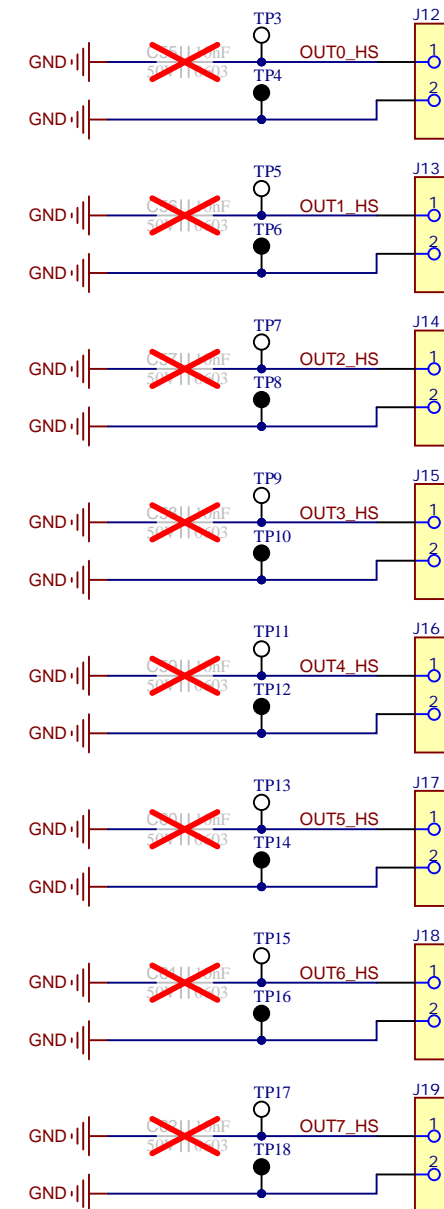 J12
TP3
GND
OUT0_HS
1
TP4
2
GND
J13
TP5
GND
OUT1_HS
1
TP6
2
GND
J14
TP7
GND
OUT2_HS
1
TP8
2
GND
J15
TP9
GND
OUT3_HS
1
TP10
2
GND
J16
TP11
GND
OUT4_HS
1
TP12
2
GND
J17
TP13
GND
OUT5_HS
1
TP14
2
GND
J18
TP15
GND
OUT6_HS
1
TP16
2
GND
J19
TP17
GND
OUT7_HS
1
TP18
2
GND